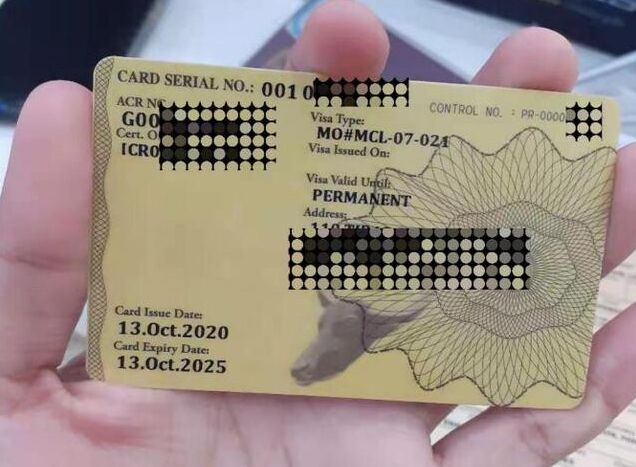 CARD SERIAL NO.: 001 0
CONTROL NO. : PR-0000
ACR NO
G00
Cert. O
ICR0
Visa Type:
MO#MCL-07-021
Visa Issued On:
Visa Valid Until:
PERMANENT
Address:
Card Issue Date:
13.Oct.2020
Card Expiry Date:
13.Oct.2025